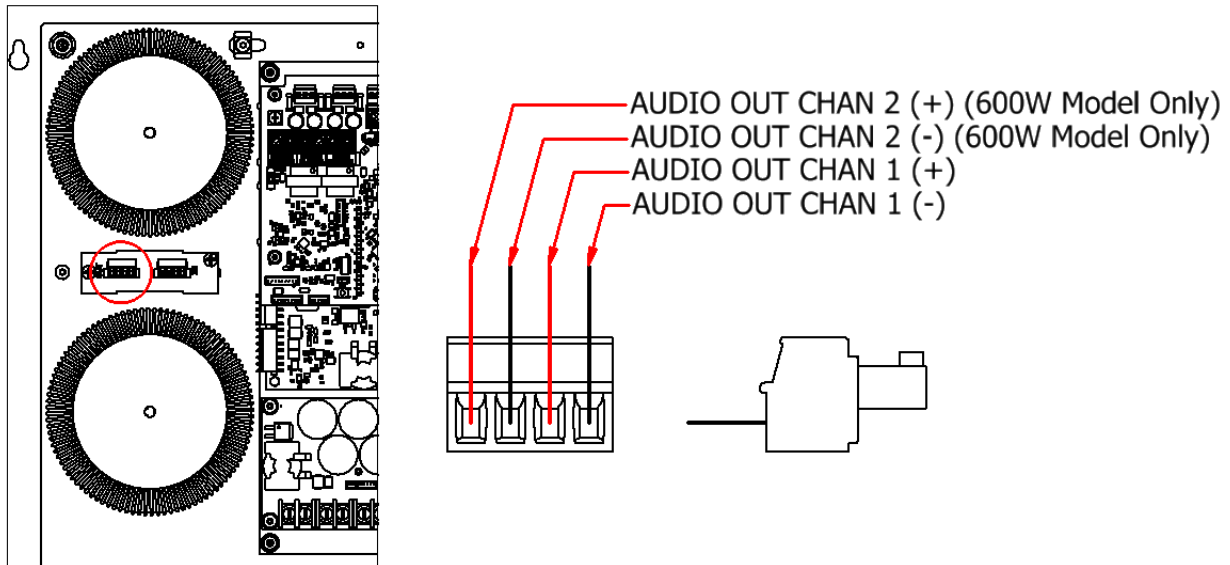 AUDIO OUT CHAN 2 (+) (600W Model Only)
AUDIO OUT CHAN 2 (-) (600W Model Only)
AUDIO OUT CHAN 1 (+)
AUDIO OUT CHAN 1 (-)